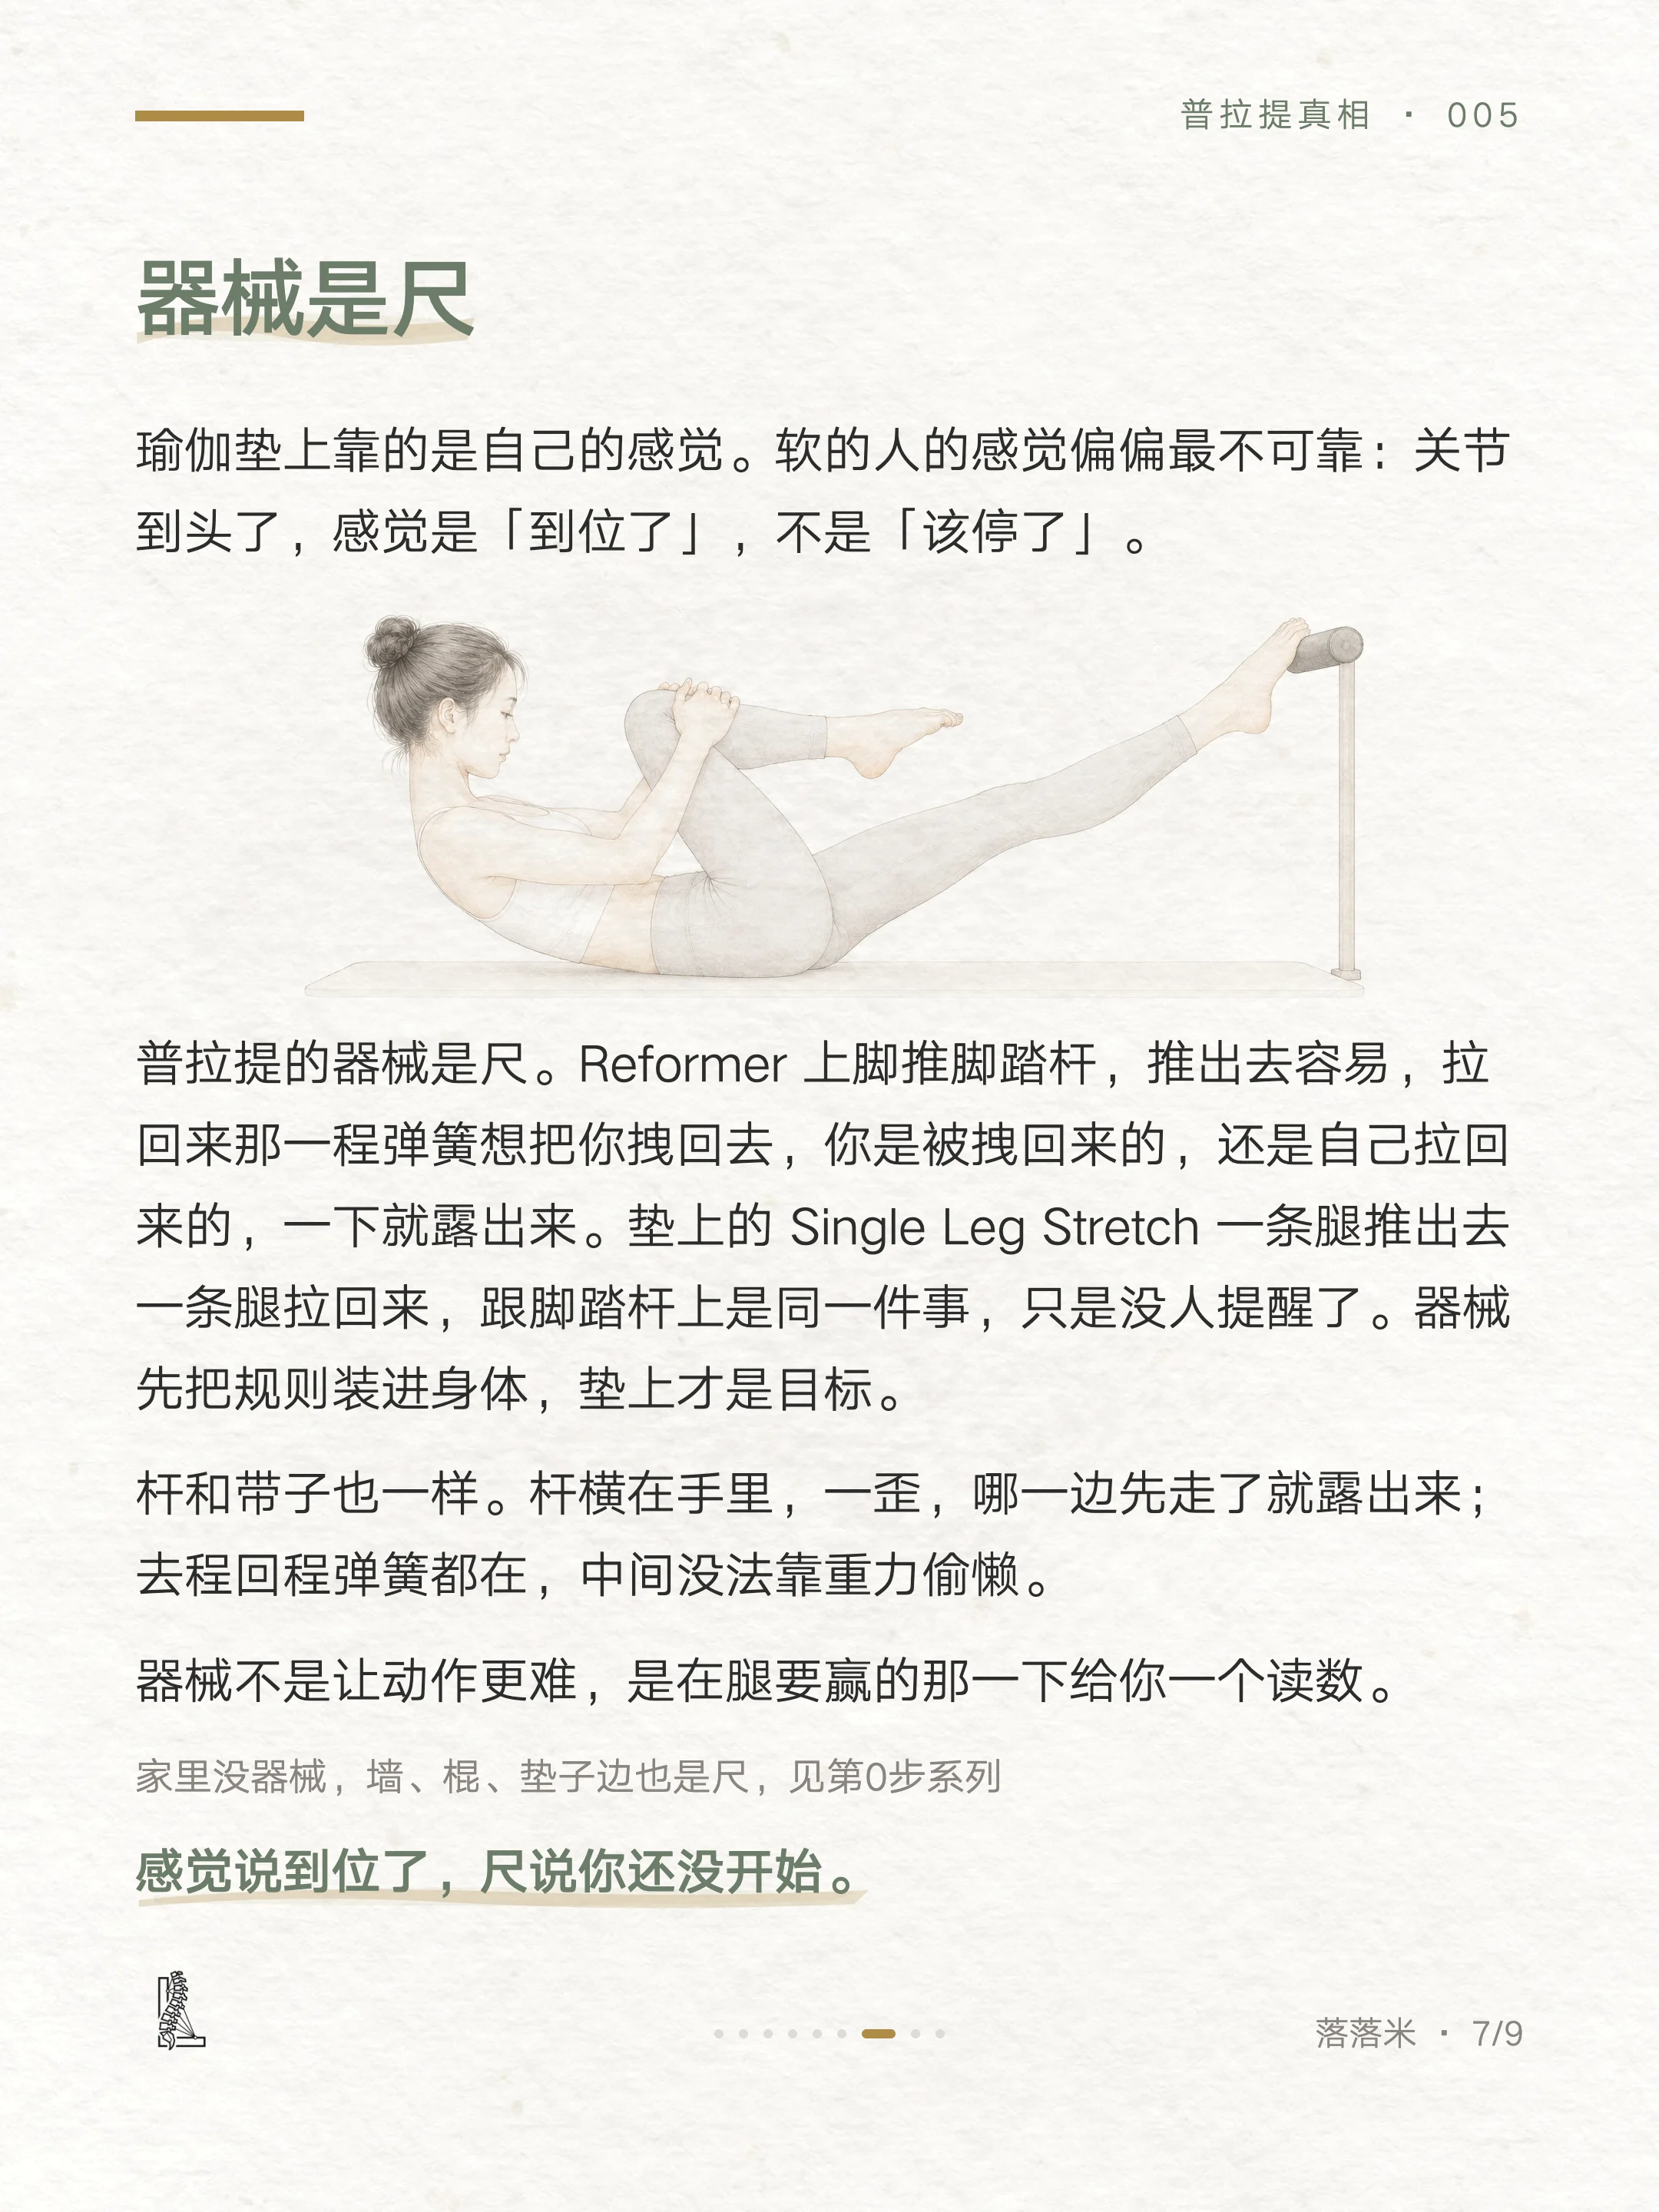 普拉提真相 · 005
器械是尺
瑜伽垫上靠的是自己的感觉。软的人的感觉偏偏最不可靠：关节
到头了，感觉是「到位了」，不是「该停了」。
普拉提的器械是尺。Reformer 上脚推脚踏杆，推出去容易，拉
回来那一程弹簧想把你拽回去，你是被拽回来的，还是自己拉回
来的，一下就露出来。垫上的 Single Leg Stretch 一条腿推出去
一条腿拉回来，跟脚踏杆上是同一件事，只是没人提醒了。器械
先把规则装进身体，垫上才是目标。
杆和带子也一样。杆横在手里，一歪，哪一边先走了就露出来；
去程回程弹簧都在，中间没法靠重力偷懒。
器械不是让动作更难，是在腿要赢的那一下给你一个读数。
家里没器械，墙、棍、垫子边也是尺，见第0步系列
感觉说到位了，尺说你还没开始。
落落米 · 7/9